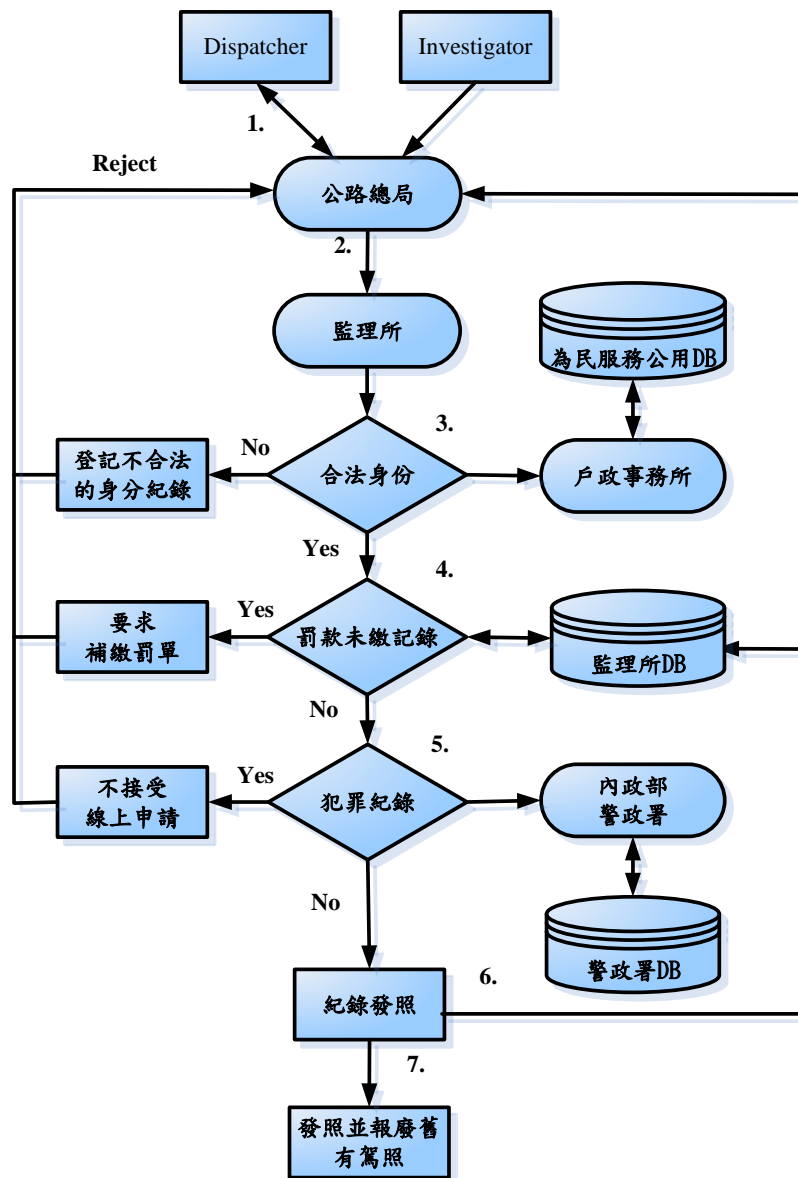 Dispatcher
Investigator
1.
Reject
公路總局
2.
監理所
為民服務公用DB
3.
No
登記不合法
的身分紀錄
合法身份
戶政事務所
Yes
4.
Yes
要求
補繳罰單
罰款未繳記錄
監理所DB
No
5.
Yes
不接受
線上申請
犯罪紀錄
內政部
警政署
No
警政署DB
6.
紀錄發照
7.
發照並報廢舊
有駕照